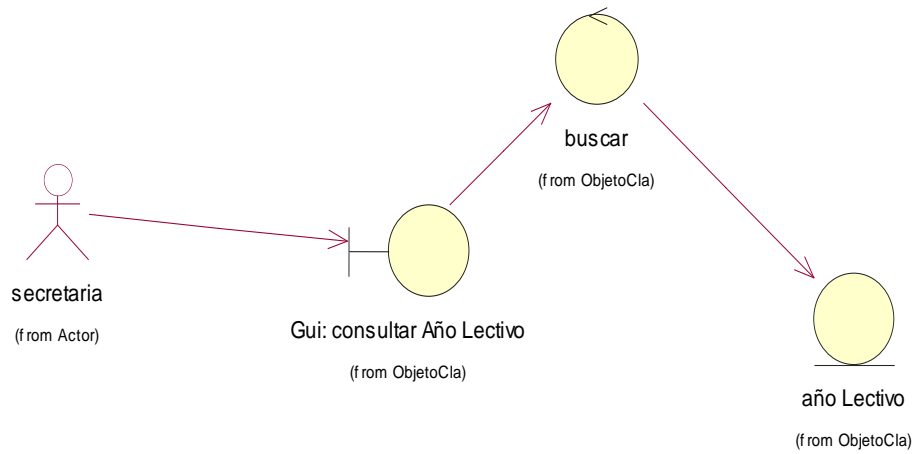 buscar
(from ObjetoCla)
secretaria
(from Actor)
Gui: consultar Año Lectivo
(from ObjetoCla)
año Lectivo
(from ObjetoCla)